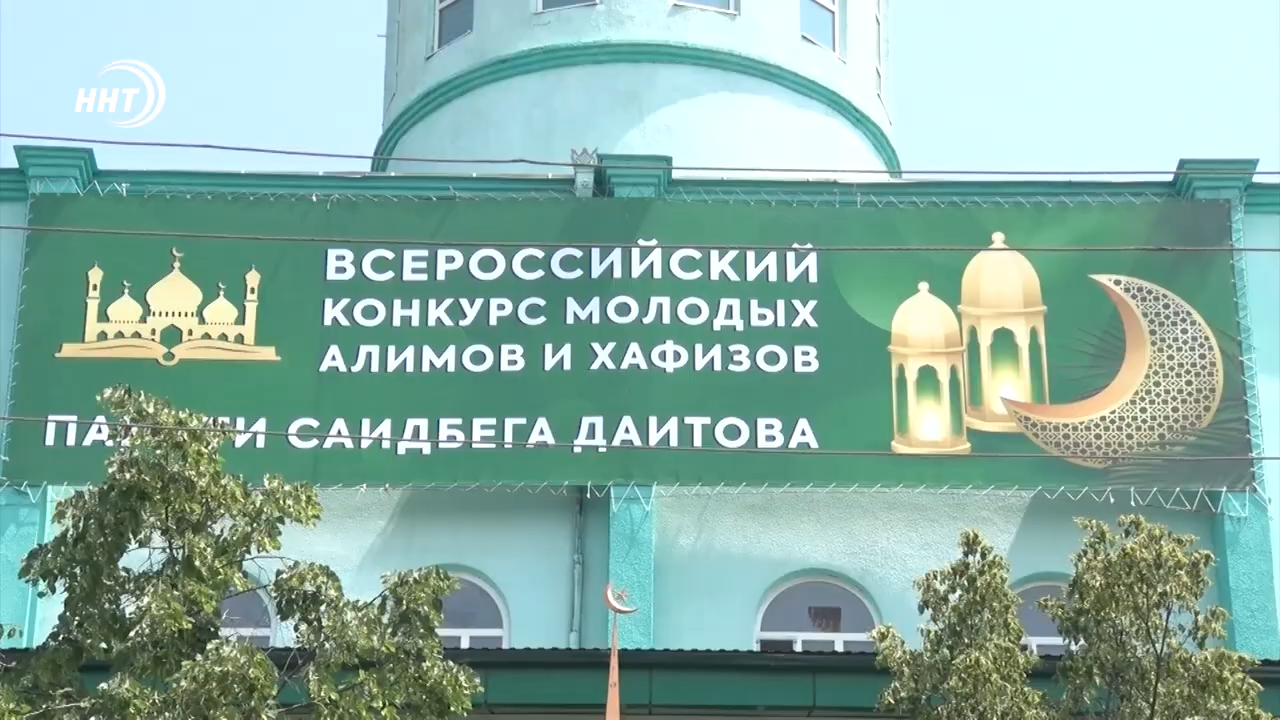 ННТ
ВСЕРОССИЙСКИЙ
КОНКУРС МОЛОДЫХ
АЛИМОВ И ХАФИЗОВ
САИДБЕГА ДАИТОВА